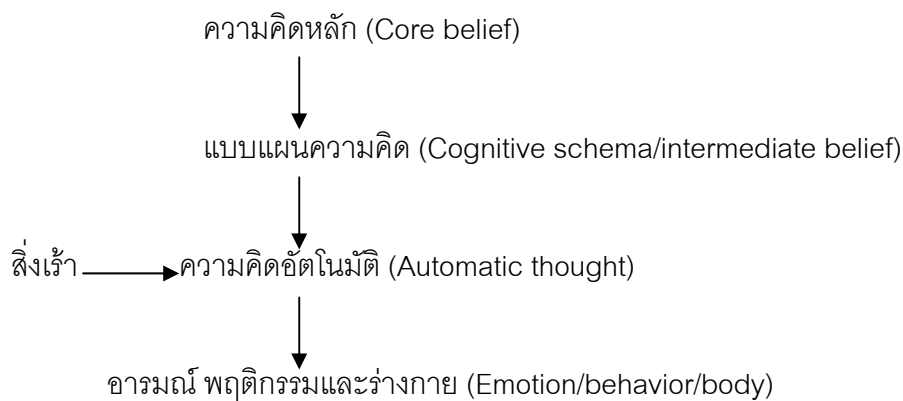 ความคิดหลัก (Core belief)
แบบแผนความคิด (Cognitive schema/intermediate belief)
สิ่งเร้า ความคิดอัตโนมัติ (Automatic thought)
อารมณ์ พฤติกรรมและร่างกาย (Emotion/behavior/body)